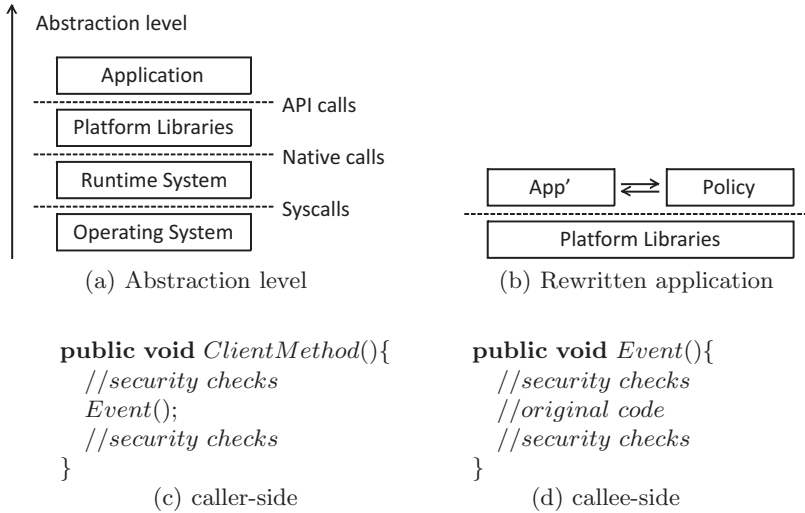 Abstraction level
Application
API calls
Platform Libraries
Native calls
Runtime System
Syscalls
Operating System
(a) Abstraction level
App’
Policy
Platform Libraries
(b) Rewritten application
public void ClientMethod(){
//security checks
Event();
//security checks
}
(c) caller-side
public void Event(){
//security checks
//original code
//security checks
}
(d) callee-side